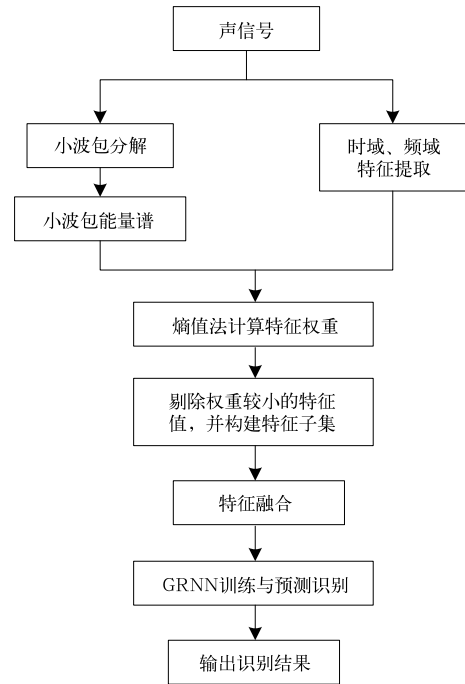 声信号
小波包分解
时域、频域
特征提取
小波包能量谱
熵值法计算特征权重
剔除权重较小的特征
值，并构建特征子集
特征融合
GRNN训练与预测识别
输出识别结果